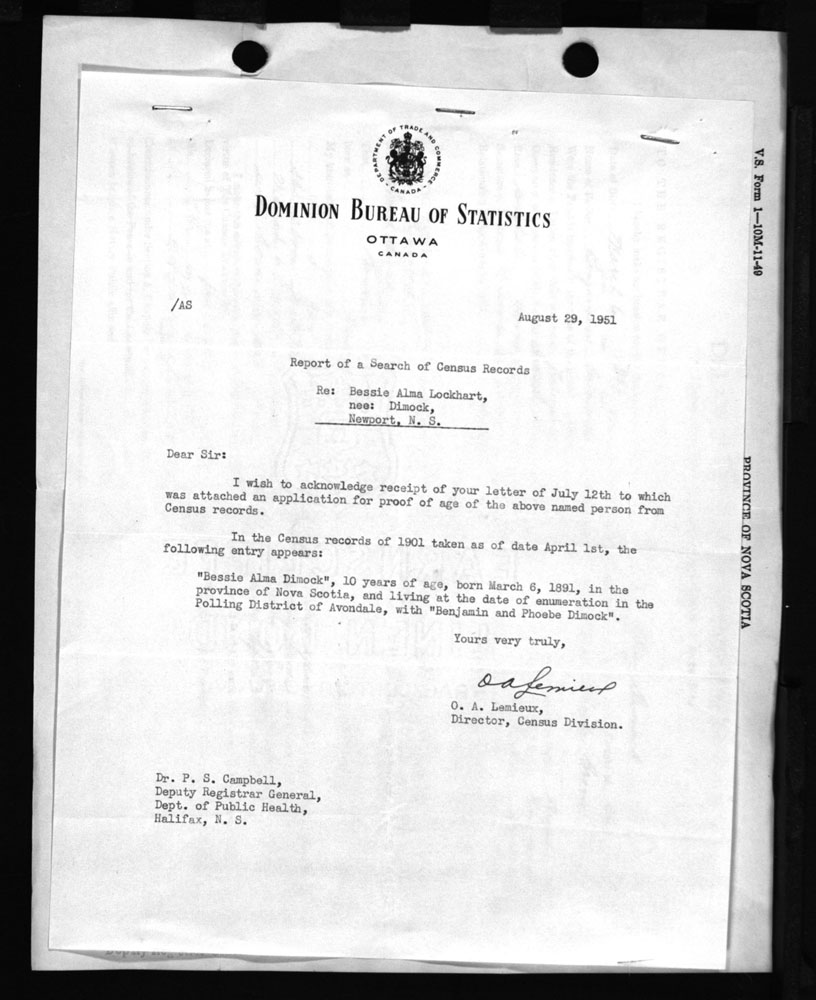 DEPARTMENT OF TRADE AND COMMERCE
CANADA
DOMINION BUREAU OF STATISTICS
OTTAWA
CANADA
/AS
August 29, 1951
Report of a Search of Census Records
Re: Bessie Alma Lockhart,
nee: Dimock,
Newport, N. S.
Dear Sir:
I wish to acknowledge receipt of your letter of July 12th to which
was attached an application for proof of age of the above named person from
Census records.
In the Census records of 1901 taken as of date April 1st, the
following entry appears:
"Bessie Alma Dimock", 10 years of age, born March 6, 1891, in the
province of Nova Scotia, and living at the date of enumeration in the
Polling District of Avondale, with "Benjamin and Phoebe Dimock".
Yours very truly,
O A Lemieux
O. A. Lemieux,
Director, Census Division.
Dr. P. S. Campbell,
Deputy Registrar General,
Dept. of Public Health,
Halifax, N. S.
V.S. Form 1—10M-11-49
PROVINCE OF NOVA SCOTIA